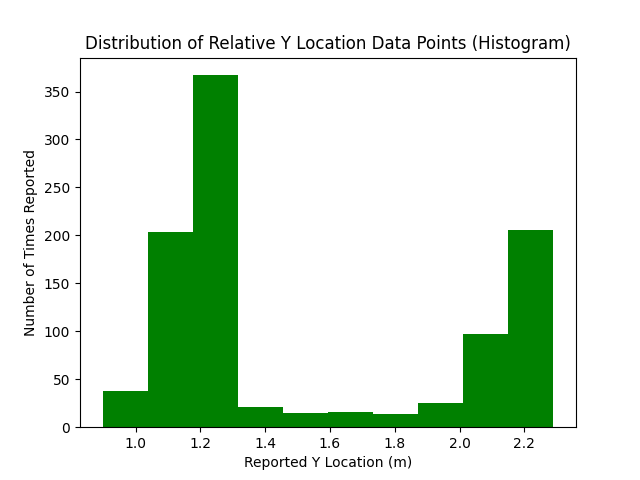 Distribution of Relative Y Location Data Points (Histogram)
Number of Times Reported
350
300
250
200
150
100
50
0
1.0 1.2 1.4 1.6 1.8 2.0 2.2
Reported Y Location (m)